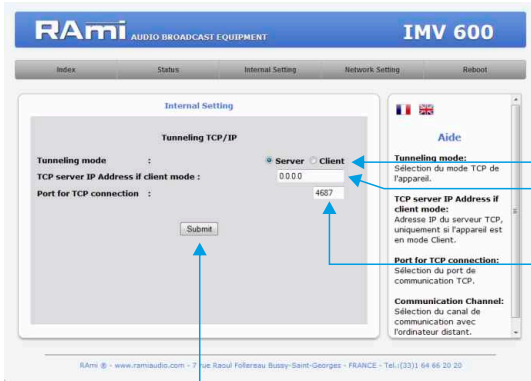 RAmi AUDIO BROADCAST EQUIPMENT
IMV 600
Index Status Internal Setting Network Setting Reboot
Internal Setting
Tunneling TCP/IP
Tunneling mode : Server Client
TCP server IP Address if client mode : 0.0.0.0
Port for TCP connection : 4687
Submit
Aide
Tunneling mode:
Sélection du mode TCP de
l'appareil.
TCP server IP Address if
client mode:
Adresse IP du serveur TCP,
uniquement si l'appareil est
en mode Client.
Port for TCP connection:
Sélection du port de
communication TCP.
Communication Channel:
Sélection du canal de
communication avec
l'ordinateur distant.
RAmi ® - www.ramiaudio.com - 7 rue Raoul Follereau Bussy-Saint-Georges - FRANCE - Tel.:(33)1 64 66 20 20